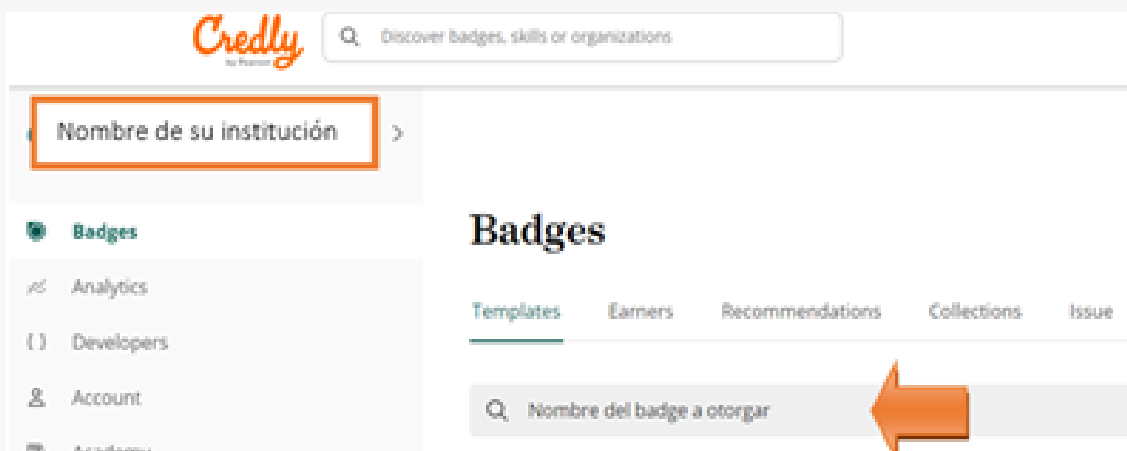 Credly
by Pearson
Discover badges, skills or organizations
Nombre de su institución
Badges
Analytics
Developers
Account
Academy
Badges
Templates Earners Recommendations Collections Issue
Nombre del badge a otorgar